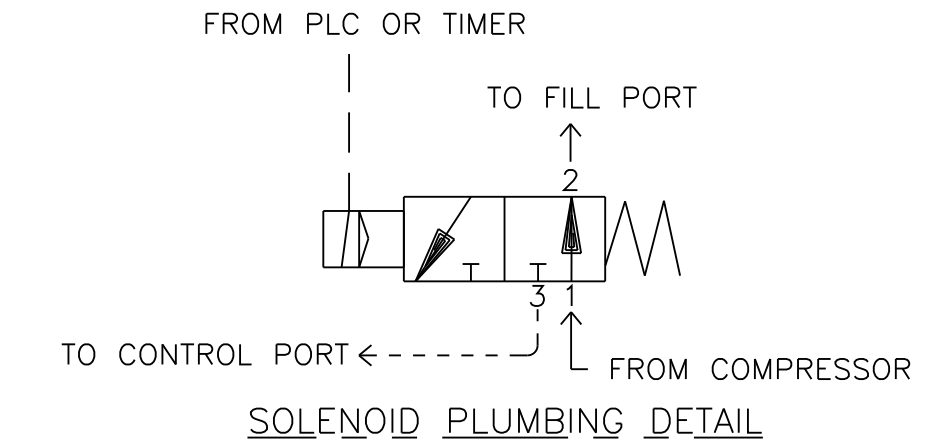 FROM PLC OR TIMER
TO FILL PORT
2
3 1
TO CONTROL PORT
FROM COMPRESSOR
SOLENOID PLUMBING DETAIL